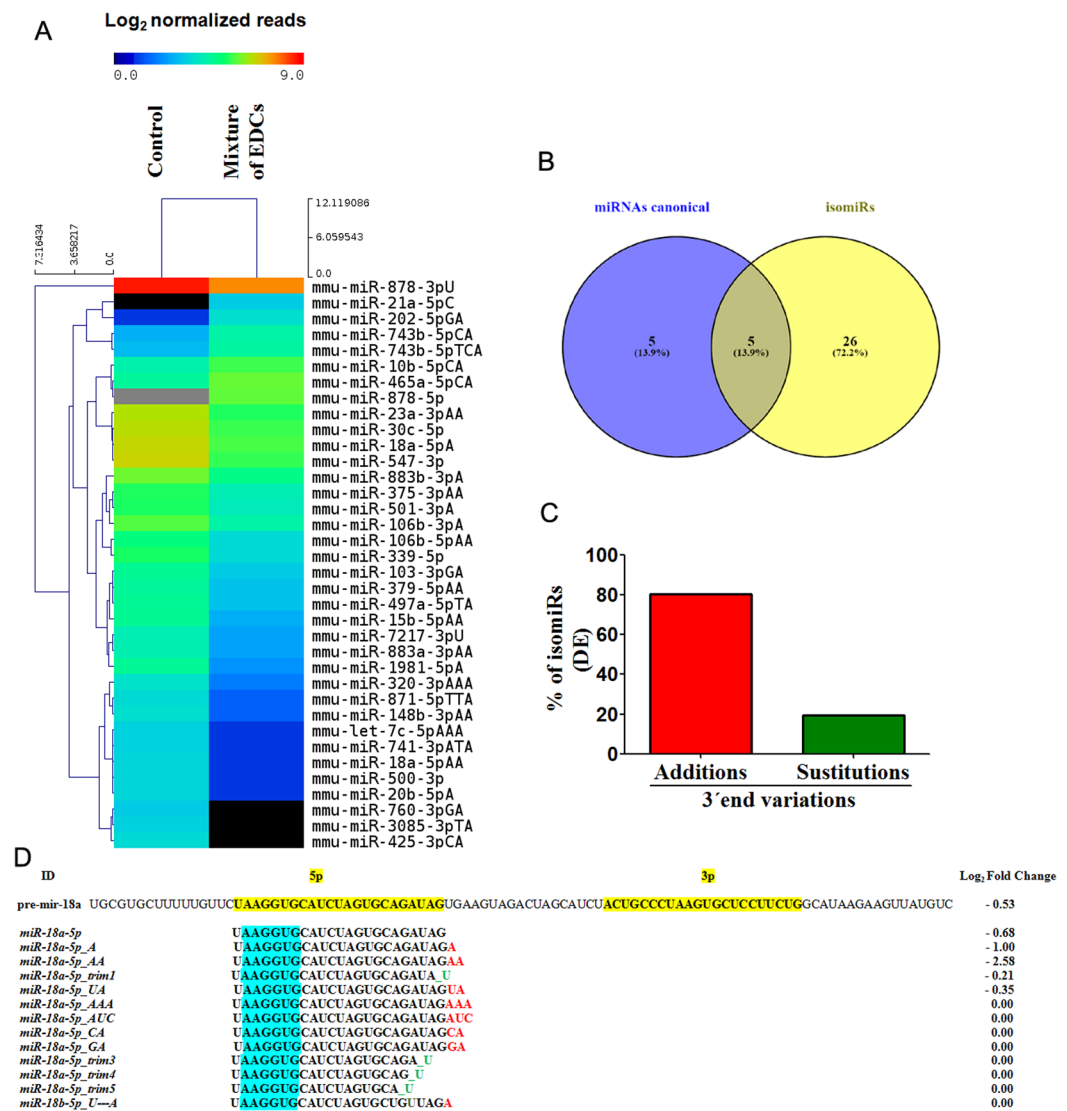 A
Log2 normalized reads
0.0 9.0
Control
Mixture of EDCs
7.316434
3.658217
0.0
12.119086
6.059543
0.0
mmu-miR-878-3pU
mmu-miR-21a-5pC
mmu-miR-202-5pGA
mmu-miR-743b-5pCA
mmu-miR-743b-5pTCA
mmu-miR-10b-5pCA
mmu-miR-465a-5pCA
mmu-miR-878-5p
mmu-miR-23a-3pAA
mmu-miR-30c-5p
mmu-miR-18a-5pA
mmu-miR-547-3p
mmu-miR-883b-3pA
mmu-miR-375-3pAA
mmu-miR-501-3pA
mmu-miR-106b-3pA
mmu-miR-106b-5pAA
mmu-miR-339-5p
mmu-miR-103-3pGA
mmu-miR-379-5pAA
mmu-miR-497a-5pTA
mmu-miR-15b-5pAA
mmu-miR-7217-3pU
mmu-miR-883a-3pAA
mmu-miR-1981-5pA
mmu-miR-320-3pAAA
mmu-miR-871-5pTTA
mmu-miR-148b-3pAA
mmu-let-7c-5pAAA
mmu-miR-741-3pATA
mmu-miR-18a-5pAA
mmu-miR-500-3p
mmu-miR-20b-5pA
mmu-miR-760-3pGA
mmu-miR-3085-3pTA
mmu-miR-425-3pCA
B
miRNAs canonical isomiRs
5 5 26
(13.9%) (13.9%) (72.2%)
C
% of isomiRs
(DE)
100
80
60
40
20
0
Additions Sustitutions
3´end variations
D
ID 5p 3p Log2 Fold Change
pre-mir-18a UGCGUGCUUUUUGUUCUAAGGUGCAUCUAGUGCAGAUAGUGAAGUAGACUAGCAUCUACUGCCCUAAGUGCUCCUUCUGGCAUAAGAAGUUAUGUC - 0.53
miR-18a-5p UAAGGUGCAUCUAGUGCAGAUAG - 0.68
miR-18a-5p_A UAAGGUGCAUCUAGUGCAGAUAGA - 1.00
miR-18a-5p_AA UAAGGUGCAUCUAGUGCAGAUAGAA - 2.58
miR-18a-5p_trim1 UAAGGUGCAUCUAGUGCAGAUA_U - 0.21
miR-18a-5p_UA UAAGGUGCAUCUAGUGCAGAUAGUA - 0.35
miR-18a-5p_AAA UAAGGUGCAUCUAGUGCAGAUAGAAA 0.00
miR-18a-5p_AUC UAAGGUGCAUCUAGUGCAGAUAGAUC 0.00
miR-18a-5p_CA UAAGGUGCAUCUAGUGCAGAUAGCA 0.00
miR-18a-5p_GA UAAGGUGCAUCUAGUGCAGAUAGGA 0.00
miR-18a-5p_trim3 UAAGGUGCAUCUAGUGCAGA_U 0.00
miR-18a-5p_trim4 UAAGGUGCAUCUAGUGCAG_U 0.00
miR-18a-5p_trim5 UAAGGUGCAUCUAGUGCA_U 0.00
miR-18b-5p_U---A UAAGGUGCAUCUAGUGCUGUUAGA 0.00